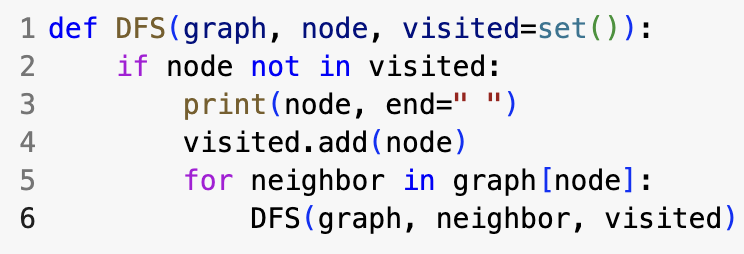 1 def DFS(graph, node, visited=set()):
2     if node not in visited:
3         print(node, end=" ")
4         visited.add(node)
5         for neighbor in graph[node]:
6             DFS(graph, neighbor, visited)